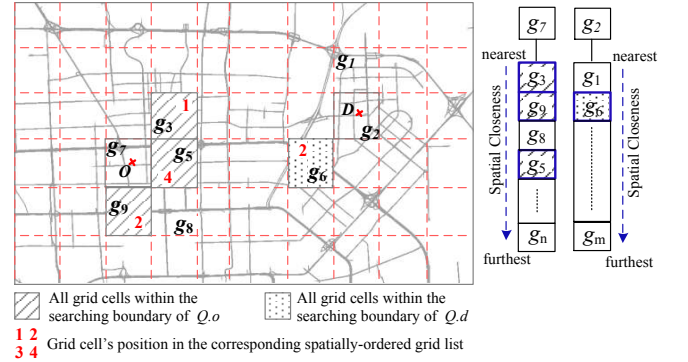 g1
1
D
g3
g2
g7
g5
2
O
4
g6
g9
2
g8
All grid cells within the searching boundary of Q.o
All grid cells within the searching boundary of Q.d
1 2
3 4
Grid cell's position in the corresponding spatially-ordered grid list
g7
g2
nearest
g3
g9
g8
g5
gn
furthest
Spatial Closeness
nearest
g1
g6
gm
furthest
Spatial Closeness